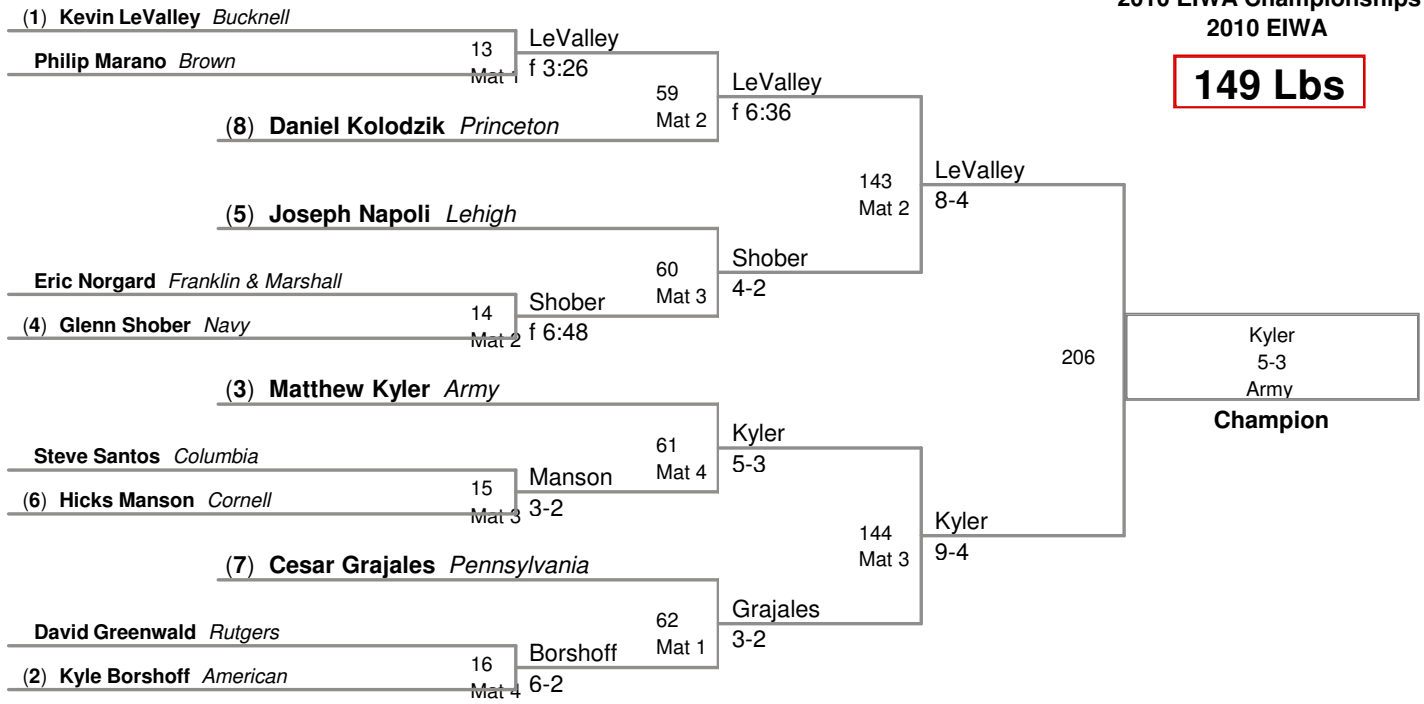 2010 EIWA Championships
2010 EIWA
149 Lbs
(1) Kevin LeValley Bucknell
Philip Marano Brown
13
Mat 1
LeValley
f 3:26
(8) Daniel Kolodzik Princeton
59
Mat 2
LeValley
f 6:36
(5) Joseph Napoli Lehigh
Eric Norgard Franklin & Marshall
(4) Glenn Shober Navy
14
Mat 2
Shober
f 6:48
60
Mat 3
Shober
4-2
143
Mat 2
LeValley
8-4
(3) Matthew Kyler Army
Steve Santos Columbia
(6) Hicks Manson Cornell
15
Mat 3
Manson
3-2
61
Mat 4
Kyler
5-3
(7) Cesar Grajales Pennsylvania
David Greenwald Rutgers
(2) Kyle Borshoff American
16
Mat 4
Borshoff
6-2
62
Mat 1
Grajales
3-2
144
Mat 3
Kyler
9-4
206
Kyler
5-3
Army
Champion